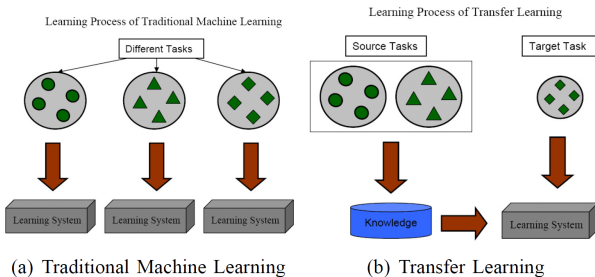 Learning Process of Traditional Machine Learning
Different Tasks
Learning System
Learning System
Learning System
(a) Traditional Machine Learning
Learning Process of Transfer Learning
Source Tasks
Target Task
Knowledge
Learning System
(b) Transfer Learning